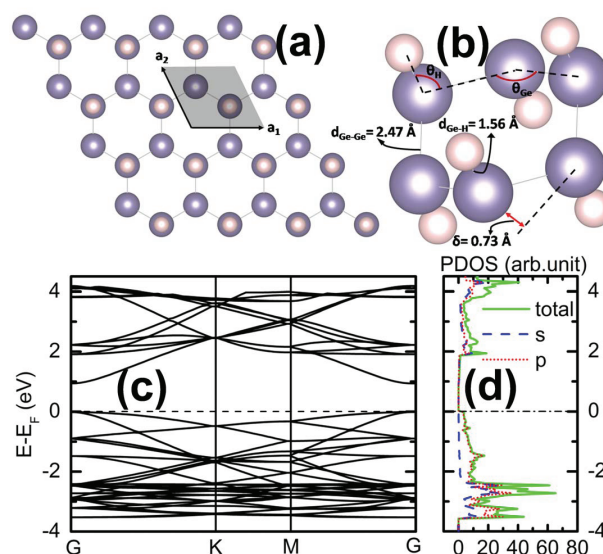 (a)
a₂
a₁
(b)
θH
θGe
dGe-Ge = 2.47 Å
dGe-H = 1.56 Å
δ= 0.73 Å
(c)
E-EF (eV)
4
2
0
-2
-4
G
K
M
G
PDOS (arb.unit)
total
s
p
(d)
4
2
0
-2
-4
0 20 40 60 80